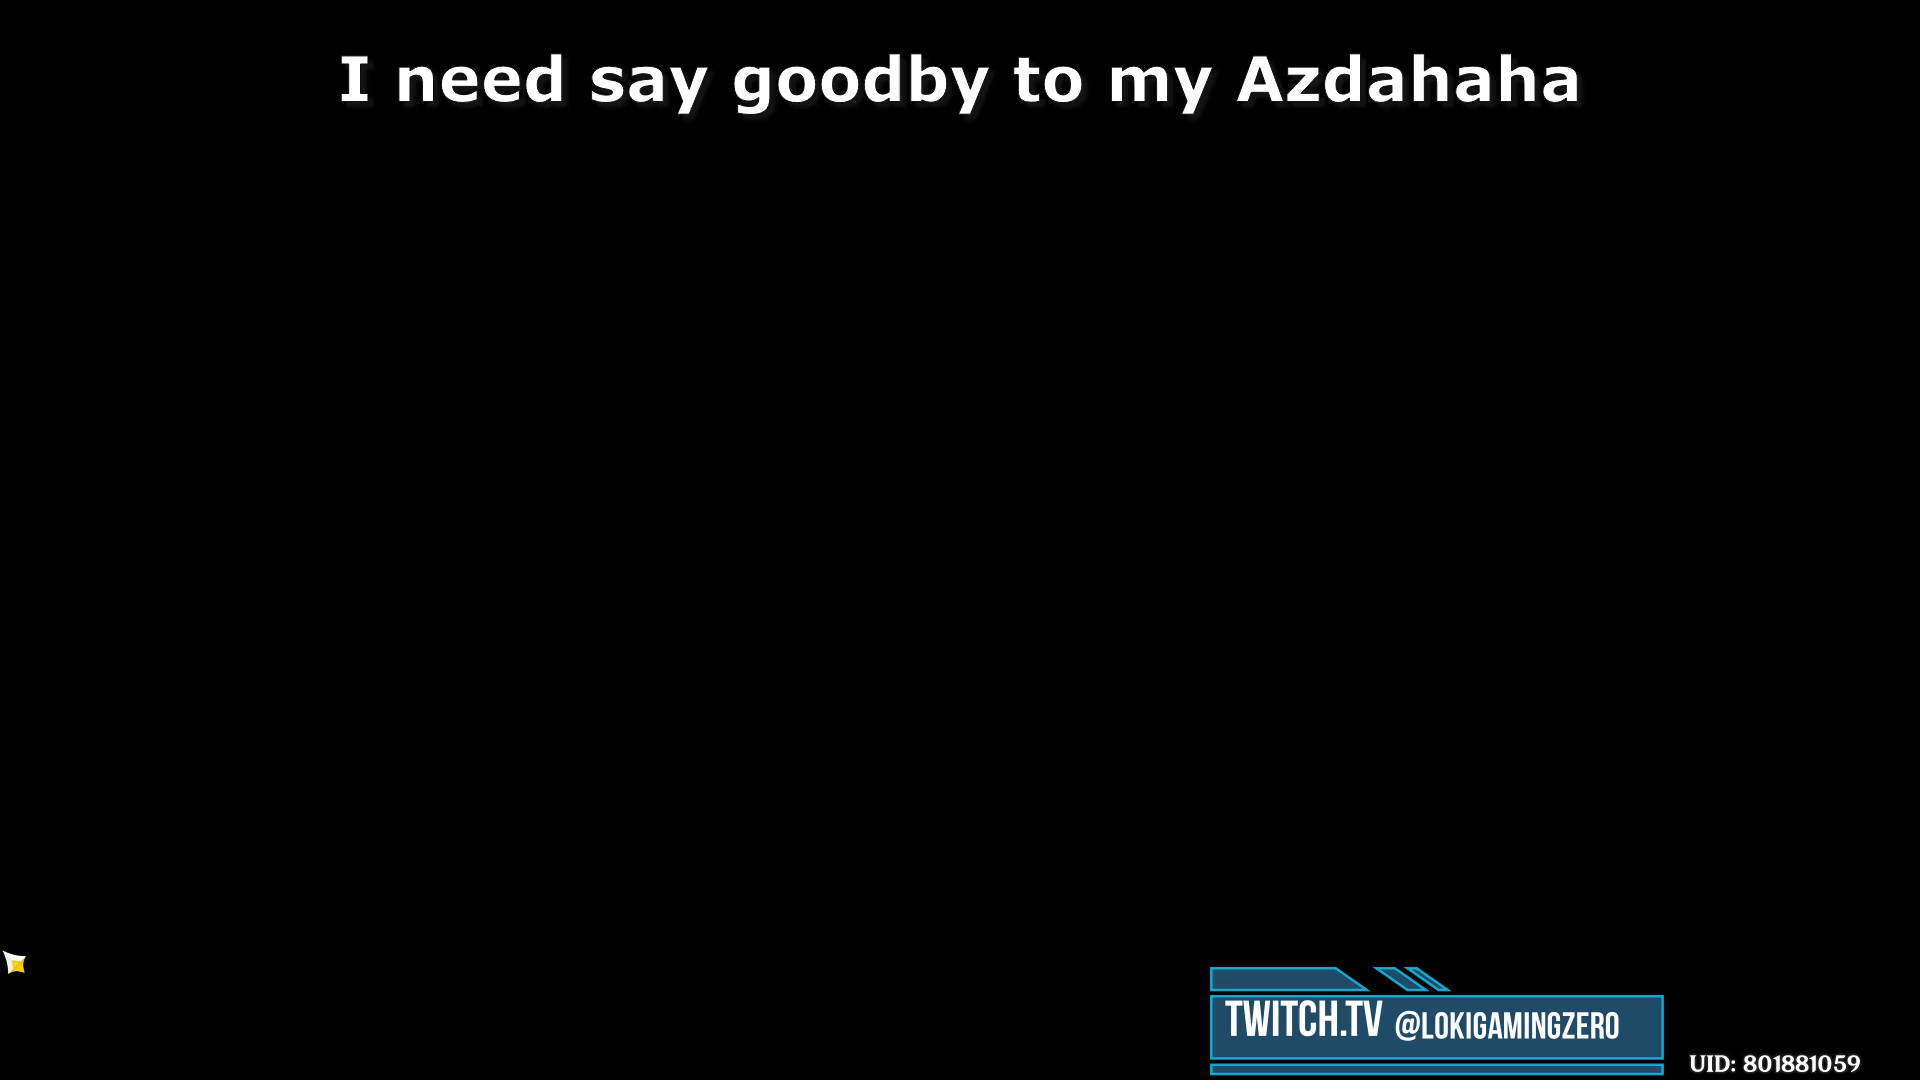 I need say goodby to my Azdahaha
TWITCH.TV @LOKIGAMINGZERO
UID: 801881059